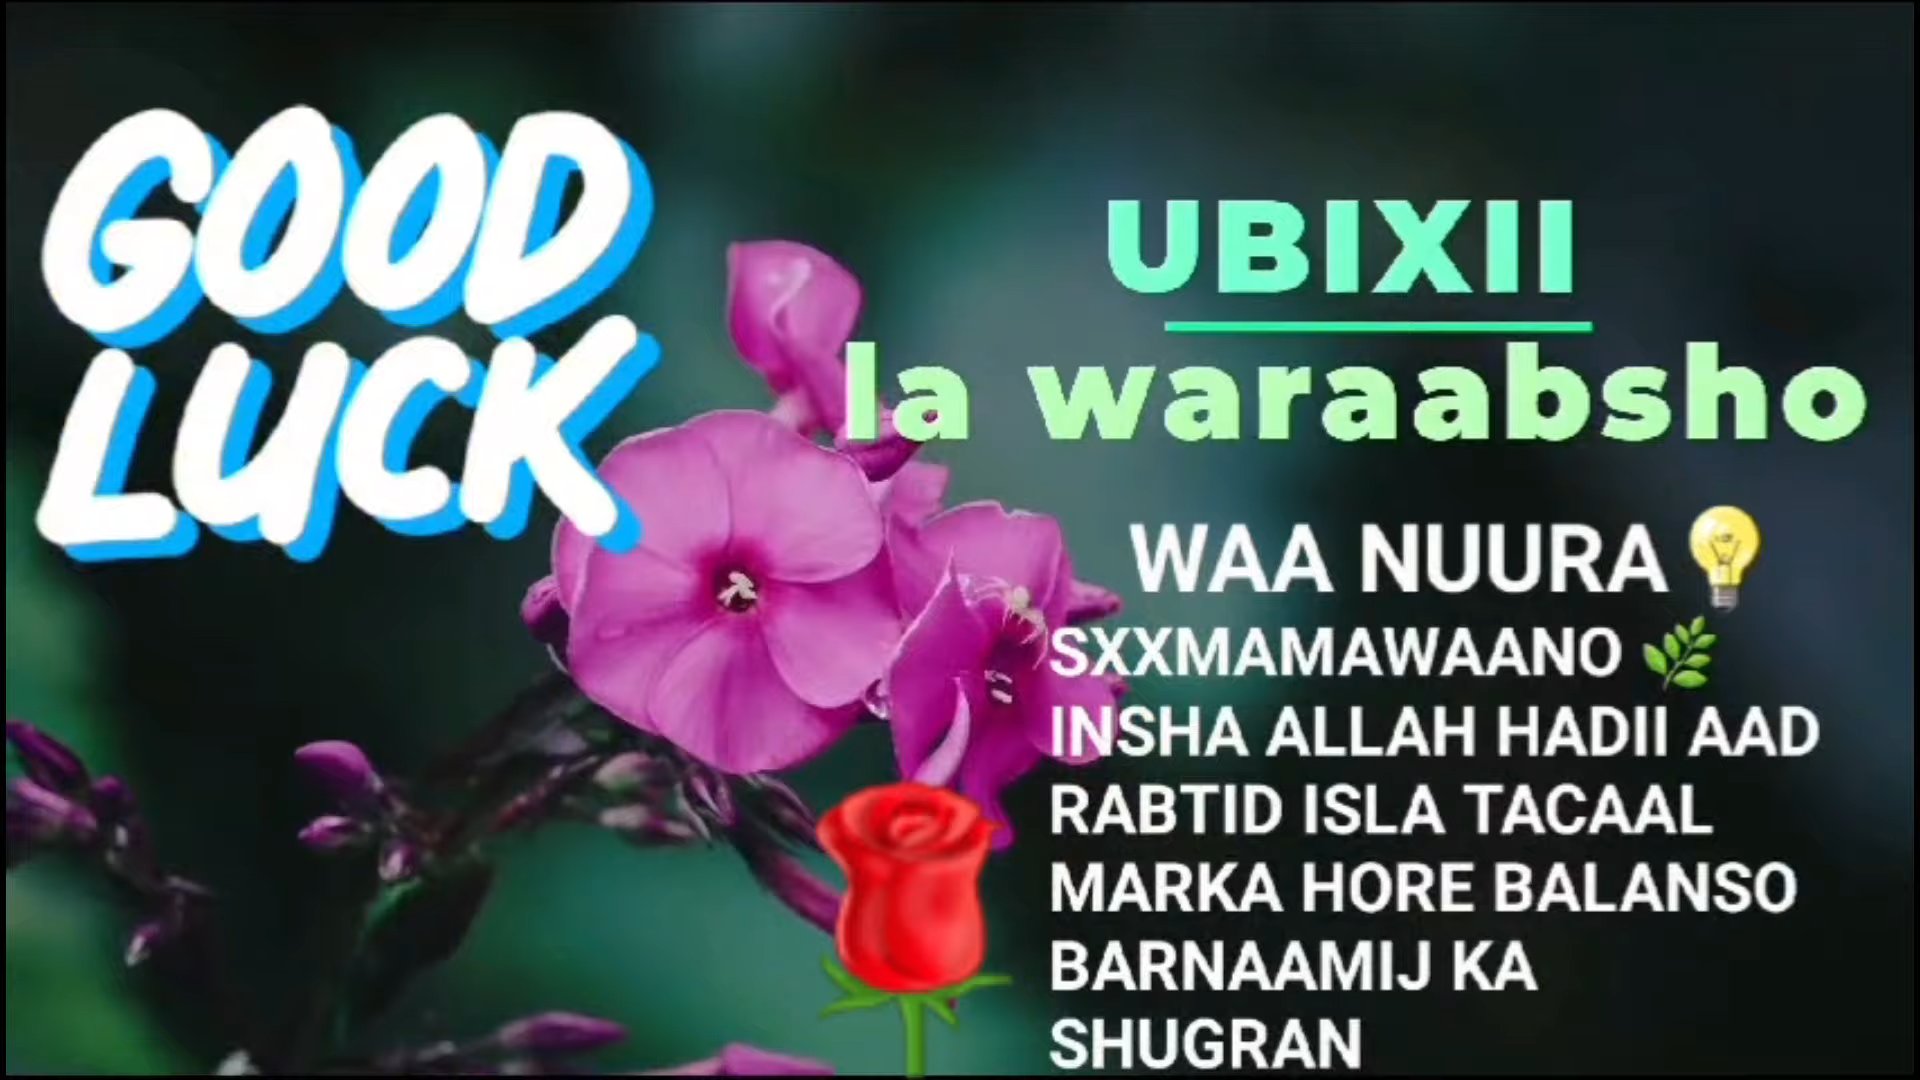 GOOD
LUCK
UBIXII
la waraabsho
WAA NUURA💡
SXXMAMAWAANO 🌿
INSHA ALLAH HADII AAD
RABTID ISLA TACAAL
MARKA HORE BALANSO
BARNAAMIJ KA
SHUGRAN